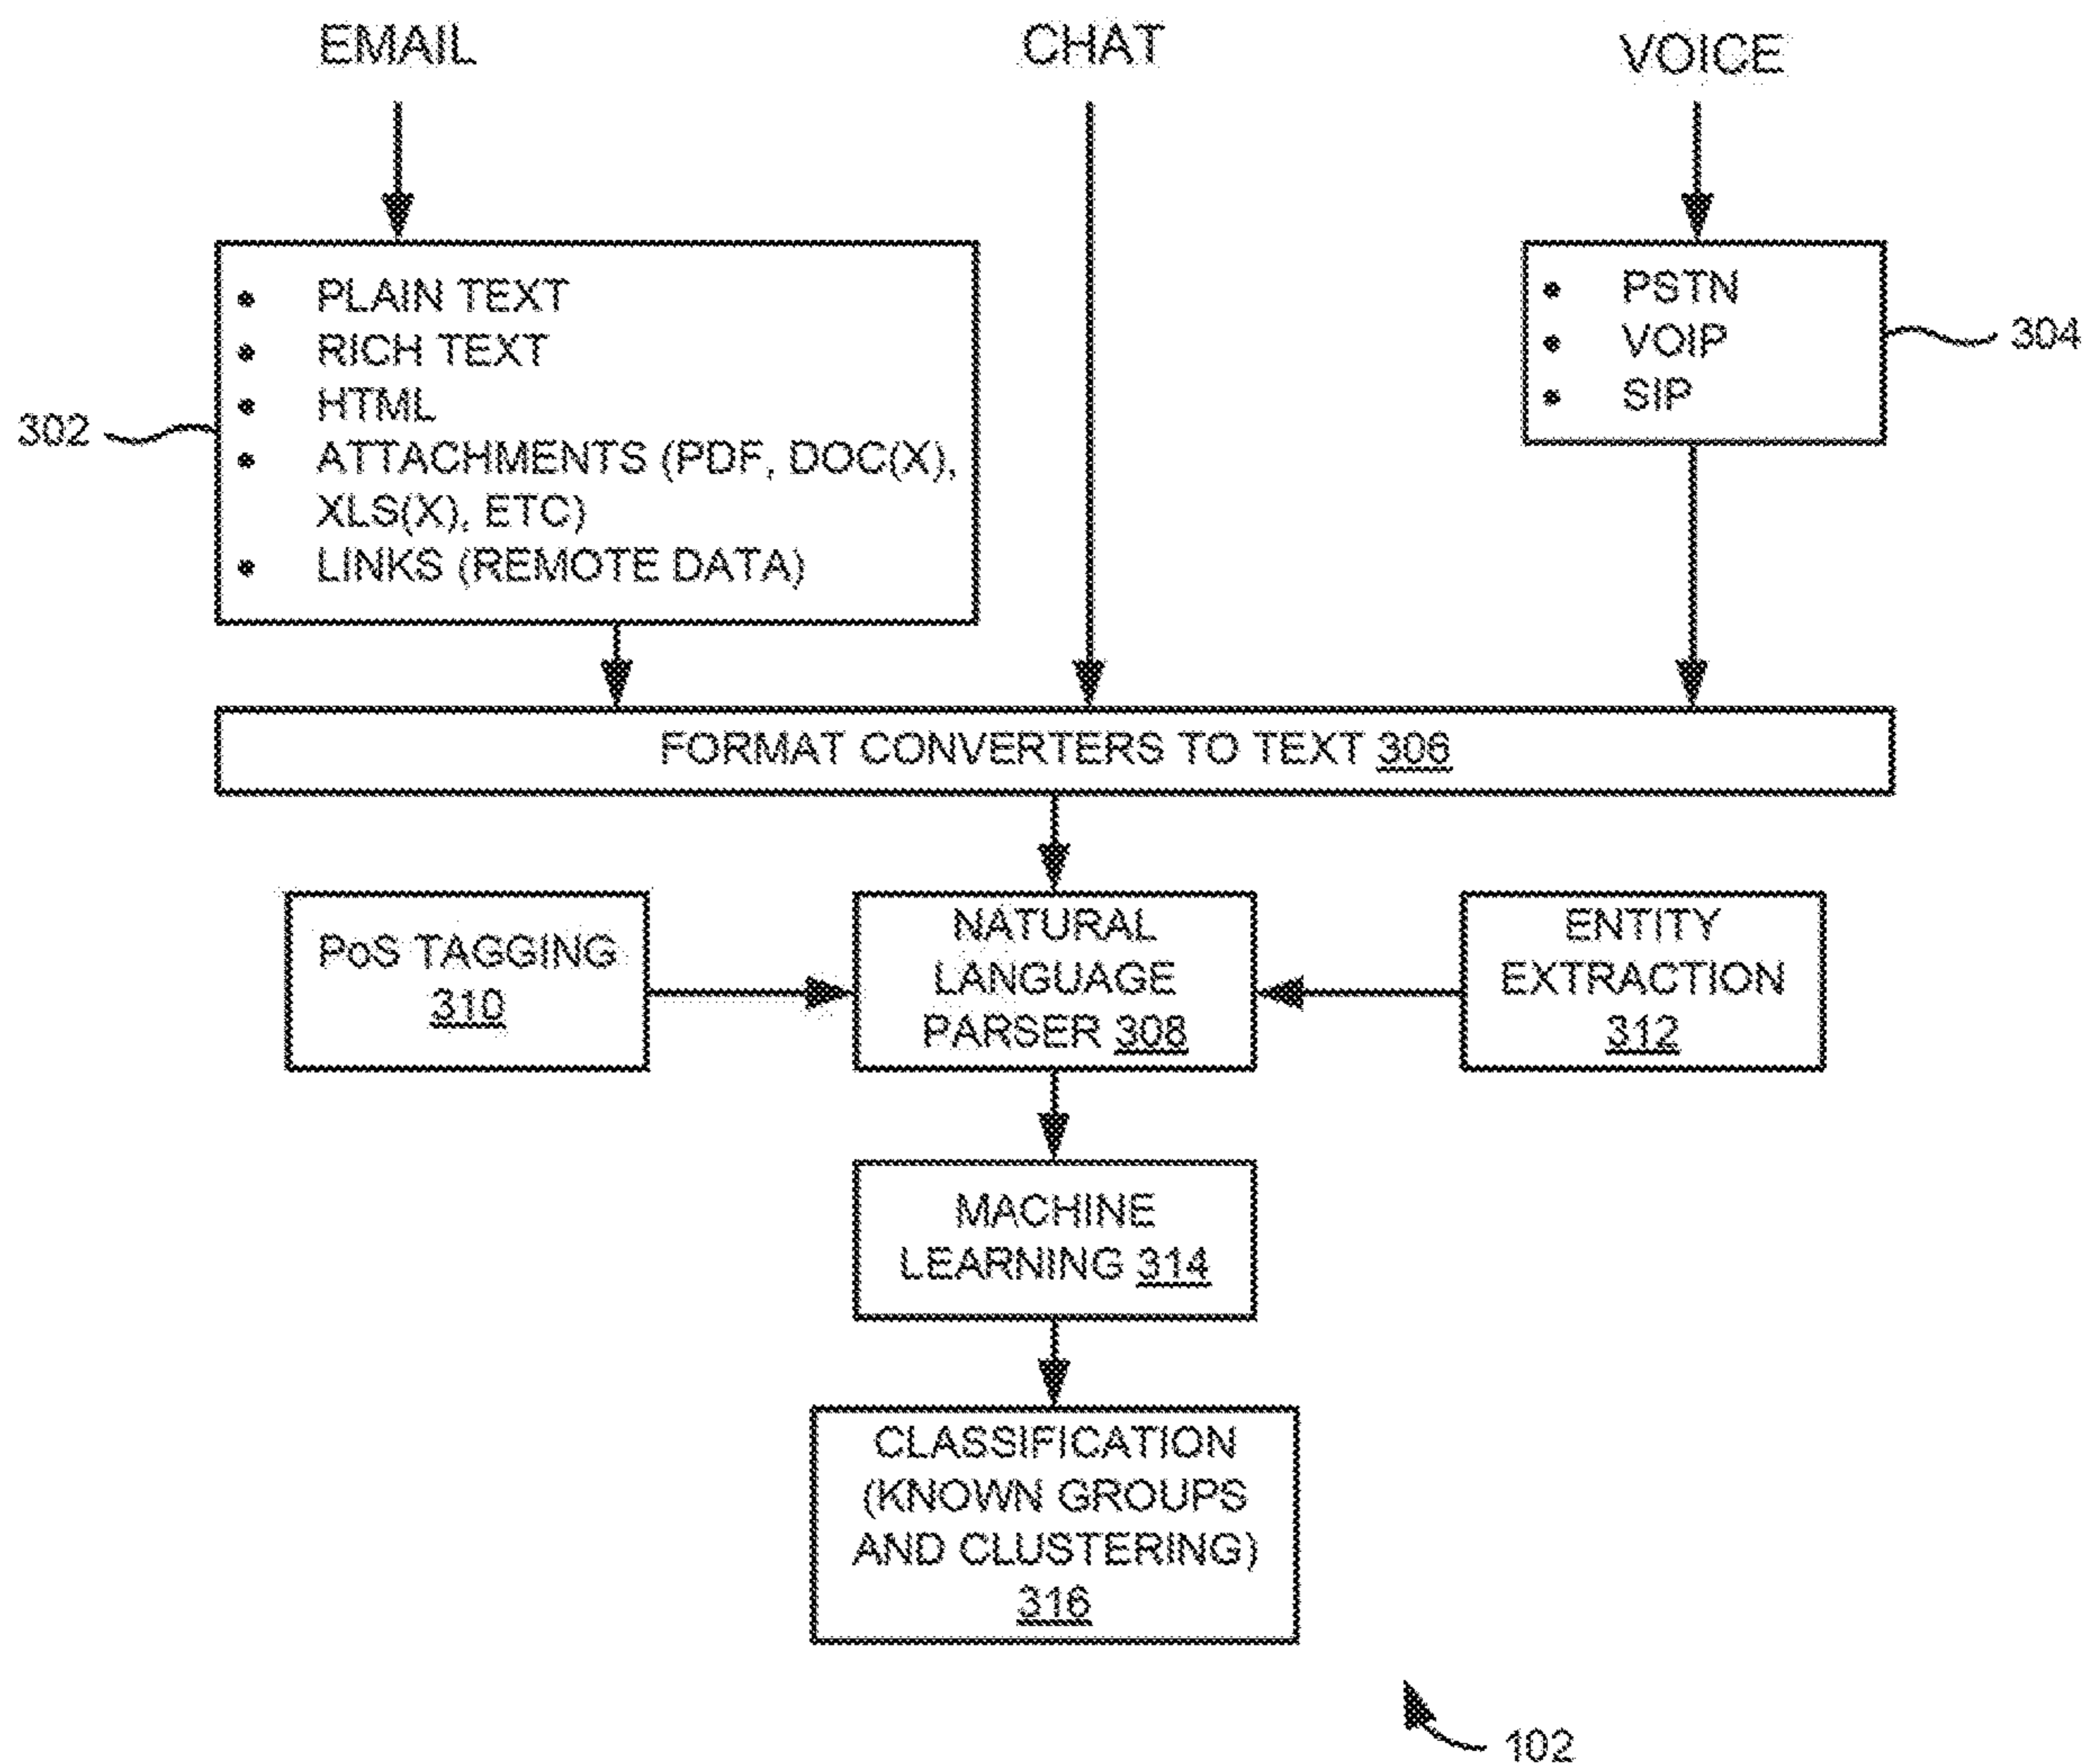 EMAIL
CHAT
VOICE
• PLAIN TEXT
• RICH TEXT
• HTML
• ATTACHMENTS (PDF, DOC(X),
XLS(X), ETC)
• LINKS (REMOTE DATA)
302
• PSTN
• VOIP
• SIP
304
FORMAT CONVERTERS TO TEXT 306
PoS TAGGING
310
NATURAL
LANGUAGE
PARSER 308
ENTITY
EXTRACTION
312
MACHINE
LEARNING 314
CLASSIFICATION
(KNOWN GROUPS
AND CLUSTERING)
316
102